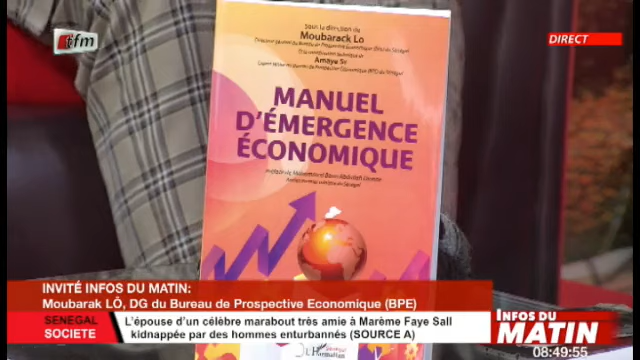 tfm
DIRECT
Sous la direction de
Moubarack Lo
Amaye Sy
MANUEL
D'ÉMERGENCE
ÉCONOMIQUE
L'Harmattan
INVITÉ INFOS DU MATIN:
Moubarak LÔ, DG du Bureau de Prospective Economique (BPE)
SENEGAL
SOCIETE
L'épouse d'un célèbre marabout très amie à Marème Faye Sall
kidnappée par des hommes enturbannés (SOURCE A)
INFOS DU
MATIN
08:49:55